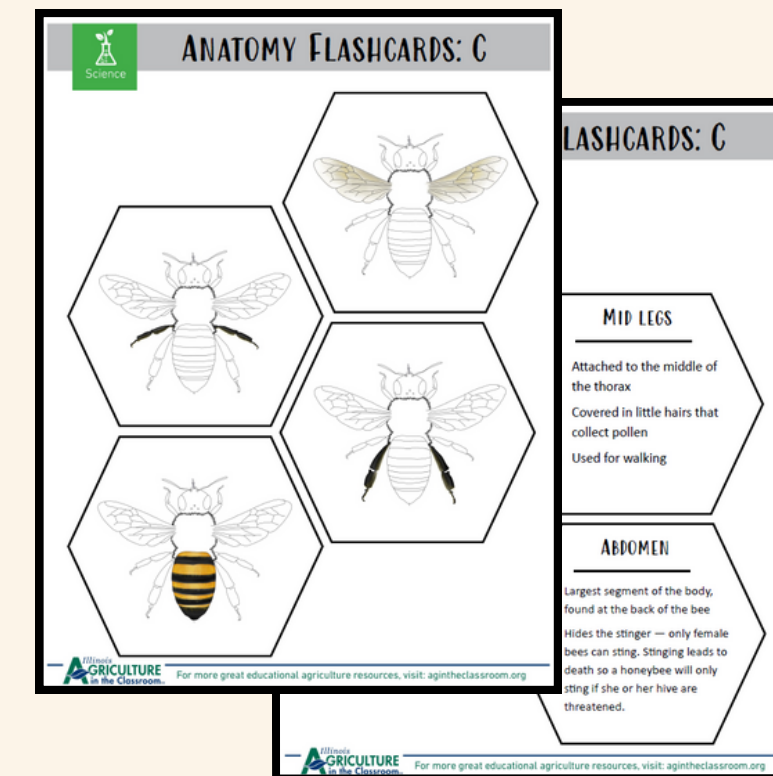 Science
ANATOMY FLASHCARDS: C
Illinois
AGRICULTURE
in the Classroom
For more great educational agriculture resources, visit: agintheclassroom.org
LASHCARDS: C
MID LEGS
Attached to the middle of
the thorax
Covered in little hairs that
collect pollen
Used for walking
ABDOMEN
Largest segment of the body,
found at the back of the bee
Hides the stinger — only female
bees can sting. Stinging leads to
death so a honeybee will only
sting if she or her hive are
threatened.
Illinois
AGRICULTURE
in the Classroom
For more great educational agriculture resources, visit: agintheclassroom.org